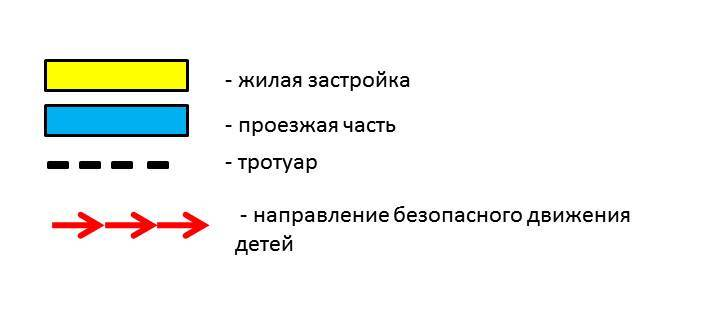 - жилая застройка
- проезжая часть
- тротуар
- направление безопасного движения
детей